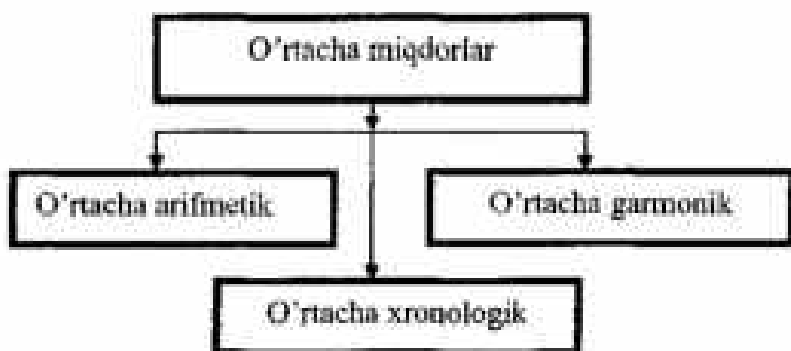 O'rtacha miqdorlar
O'rtacha arifmetik
O'rtacha garmonik
O'rtacha xronologik